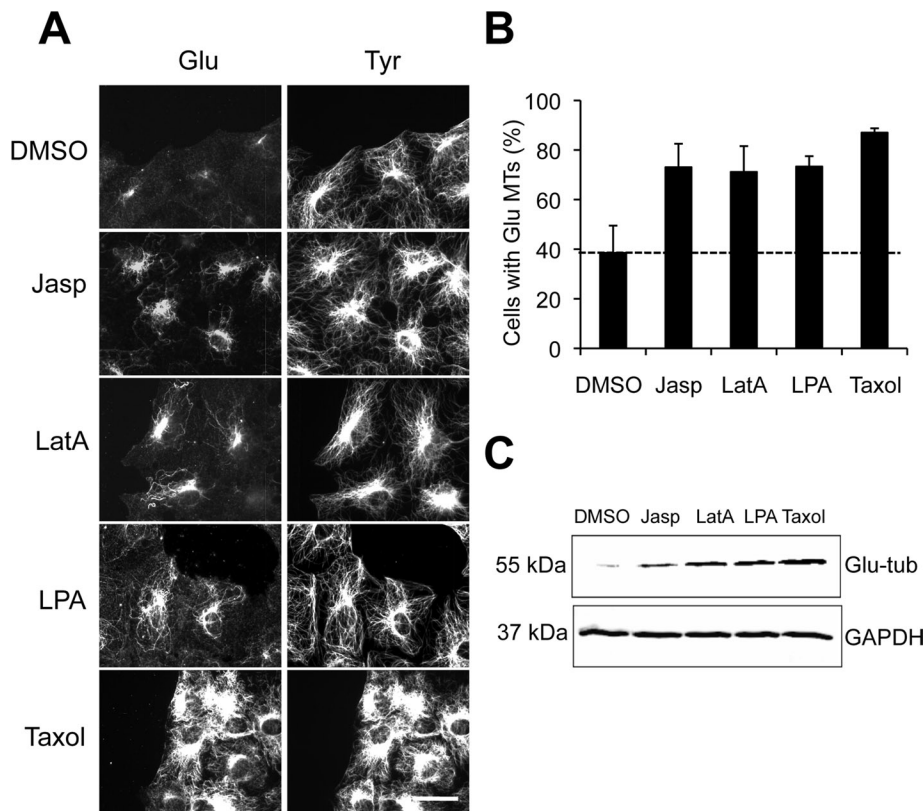 A
Glu Tyr
DMSO
Jasp
LatA
LPA
Taxol
B
Cells with Glu MTs (%)
100
80
60
40
20
0
DMSO Jasp LatA LPA Taxol
C
DMSO Jasp LatA LPA Taxol
55 kDa Glu-tub
37 kDa GAPDH